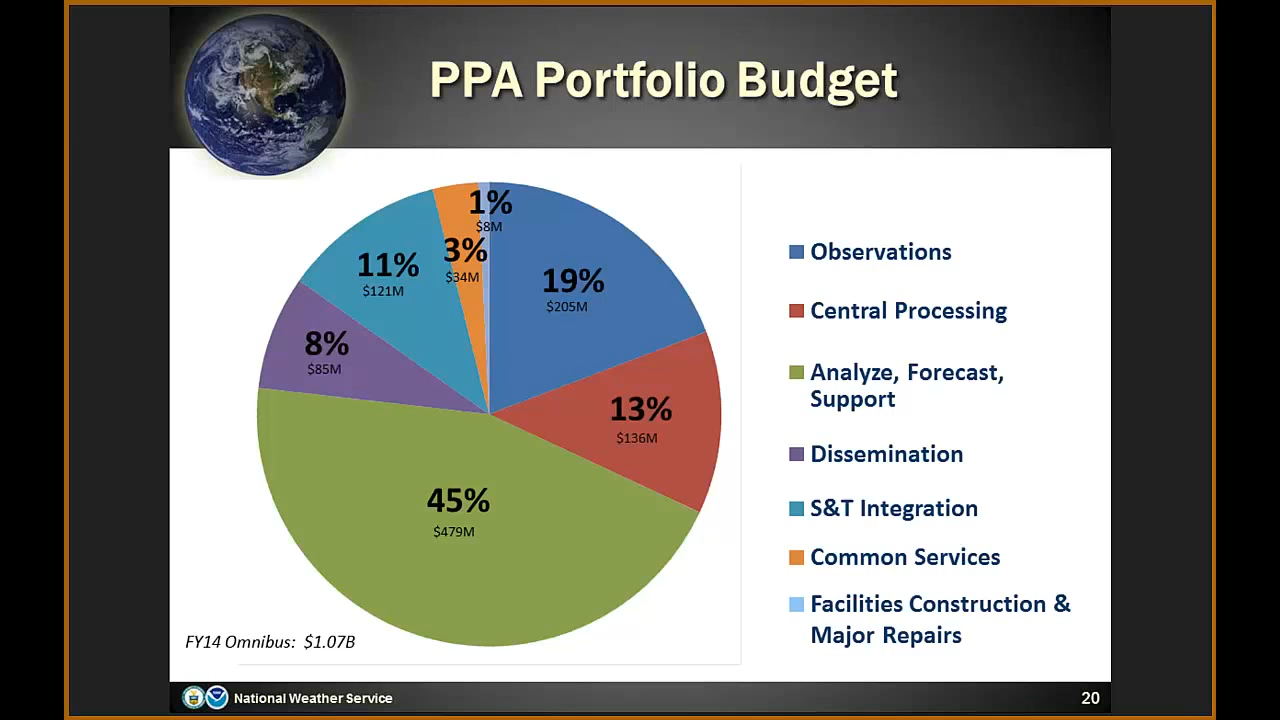 PPA Portfolio Budget
1%
$8M
3%
$34M
11%
$121M
19%
$205M
8%
$85M
13%
$136M
45%
$479M
Observations
Central Processing
Analyze, Forecast,
Support
Dissemination
S&T Integration
Common Services
Facilities Construction &
Major Repairs
FY14 Omnibus: $1.07B
National Weather Service
20